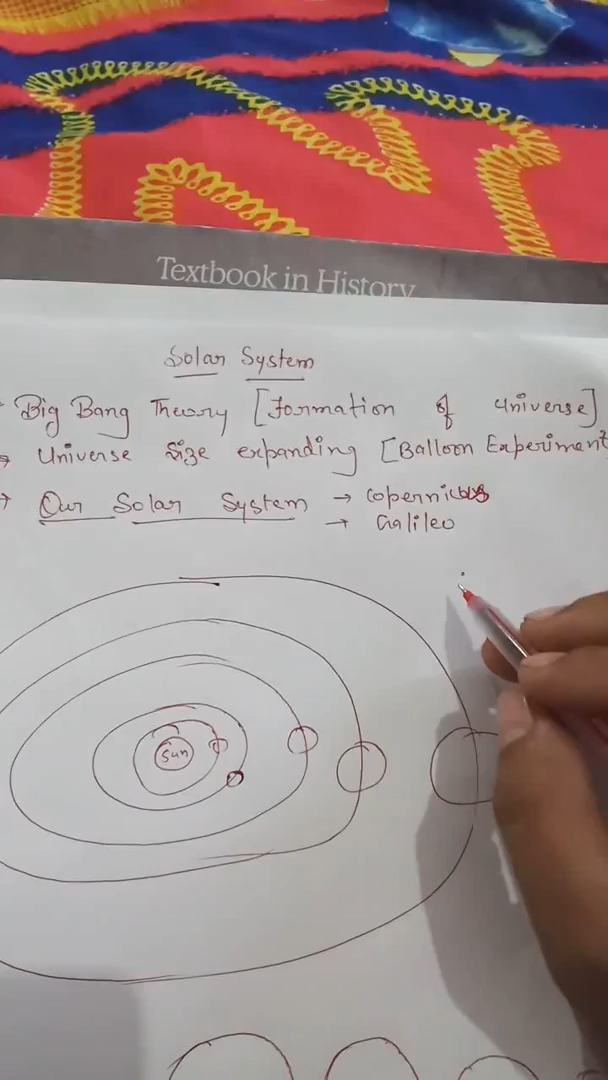 Textbook in History
Solar System
Big Bang Theory [Formation of universe]
→ Universe Size expanding [Balloon Experiment
→ Our Solar System → Copernicus
→ Galileo
Sun